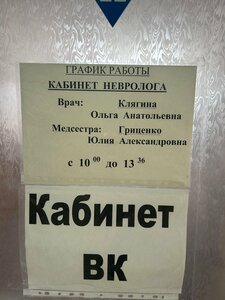 ГРАФИК РАБОТЫ
КАБИНЕТ НЕВРОЛОГА
Врач: Клягина
Ольга Анатольевна
Медсестра: Гриценко
Юлия Александровна
с 10 00 до 13 36
Кабинет
ВК